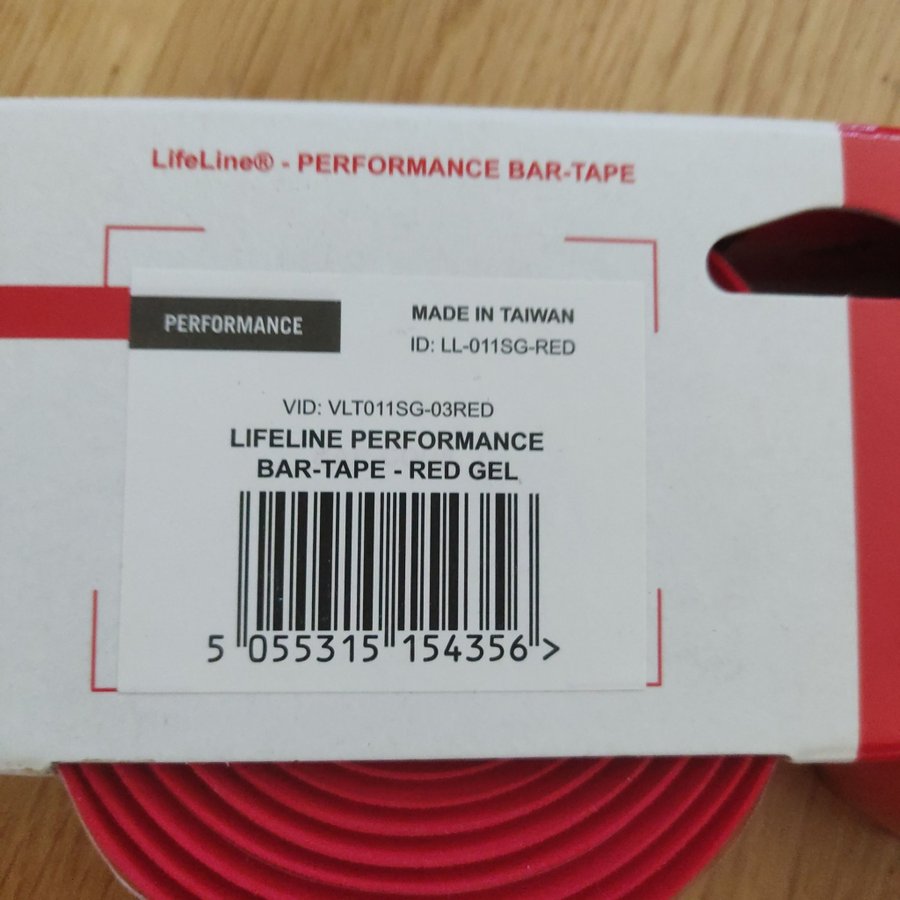 LifeLine® - PERFORMANCE BAR-TAPE
PERFORMANCE
MADE IN TAIWAN
ID: LL-011SG-RED
VID: VLT011SG-03RED
LIFELINE PERFORMANCE
BAR-TAPE - RED GEL
5 055315 154356 >